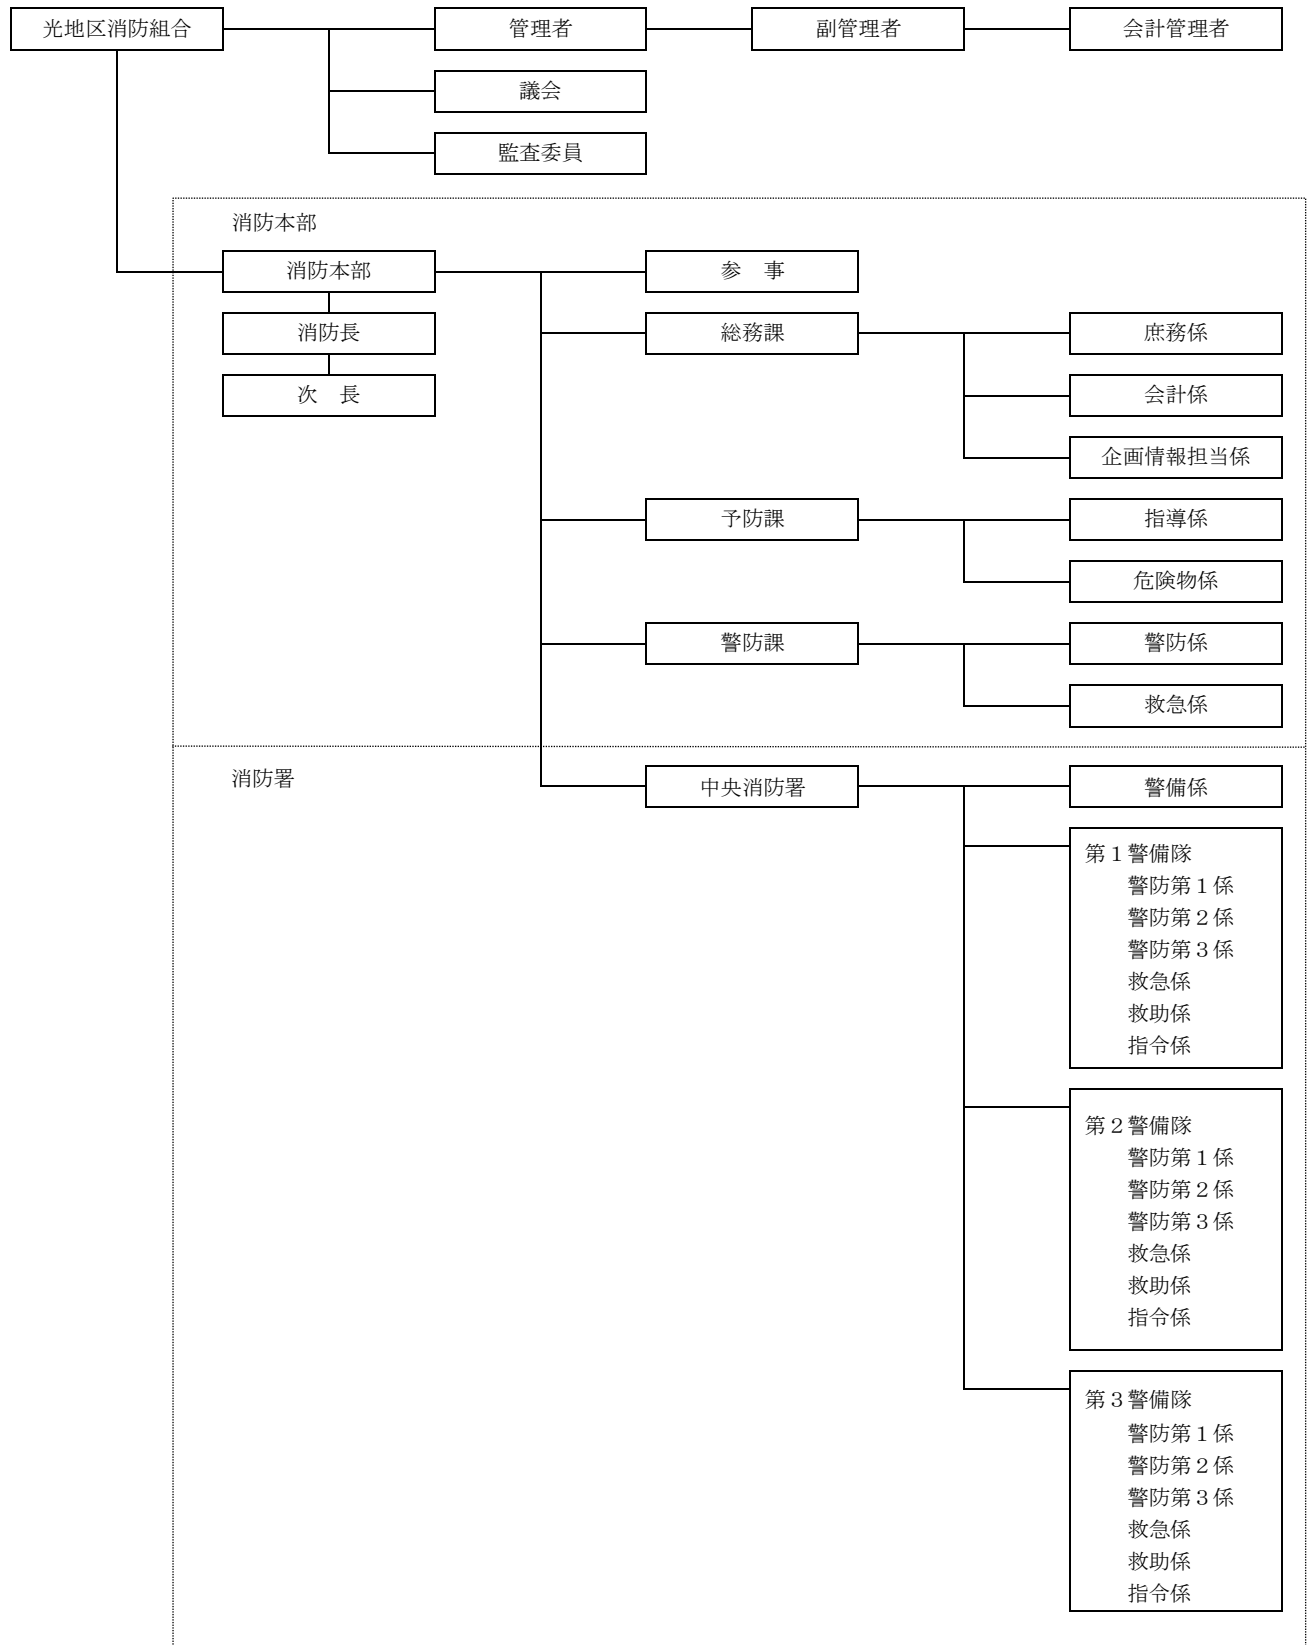 光地区消防組合
管理者
副管理者
会計管理者
議会
監査委員
消防本部
消防本部
参　事
消防長
総務課
庶務係
次　長
会計係
企画情報担当係
予防課
指導係
危険物係
警防課
警防係
救急係
消防署
中央消防署
警備係
第１警備隊
警防第１係
警防第２係
警防第３係
救急係
救助係
指令係
第２警備隊
警防第１係
警防第２係
警防第３係
救急係
救助係
指令係
第３警備隊
警防第１係
警防第２係
警防第３係
救急係
救助係
指令係